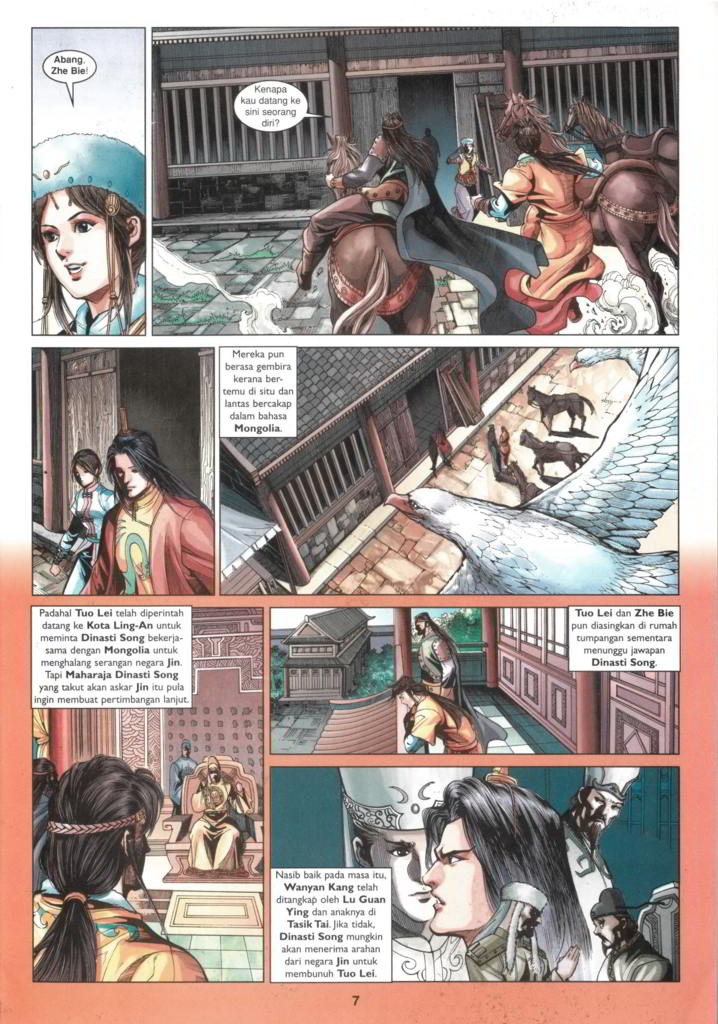 Abang.
Zhe Bie!
Kenapa
kau datang ke
sini seorang
diri?
Mereka pun
berasa gembira
kerana ber-
temu di situ dan
lantas bercakap
dalam bahasa
Mongolia.
Padahal Tuo Lei telah diperintah
datang ke Kota Ling-An untuk
meminta Dinasti Song bekerja-
sama dengan Mongolia untuk
menghalang serangan negara Jin.
Tapi Maharaja Dinasti Song
yang takut akan askar Jin itu pula
ingin membuat pertimbangan lanjut.
Tuo Lei dan Zhe Bie
pun diasingkan di rumah
tumpangan sementara
menunggu jawapan
Dinasti Song.
Nasib baik pada masa itu,
Wanyan Kang telah
ditangkap oleh Lu Guan
Ying dan anaknya di
Tasik Tai. Jika tidak,
Dinasti Song mungkin
akan menerima arahan
dari negara Jin untuk
membunuh Tuo Lei.
7